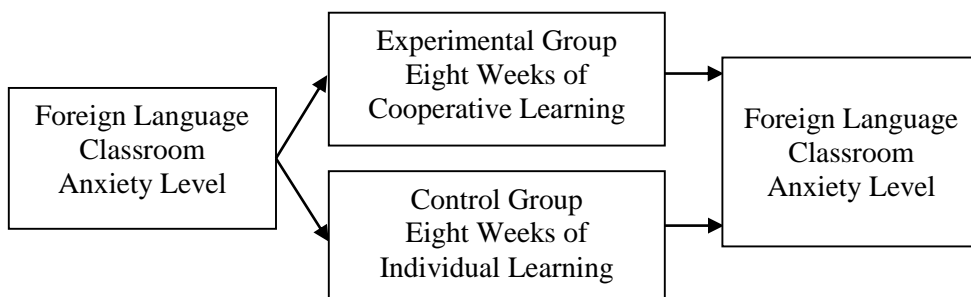 Foreign Language
Classroom
Anxiety Level
Experimental Group
Eight Weeks of
Cooperative Learning
Control Group
Eight Weeks of
Individual Learning
Foreign Language
Classroom
Anxiety Level